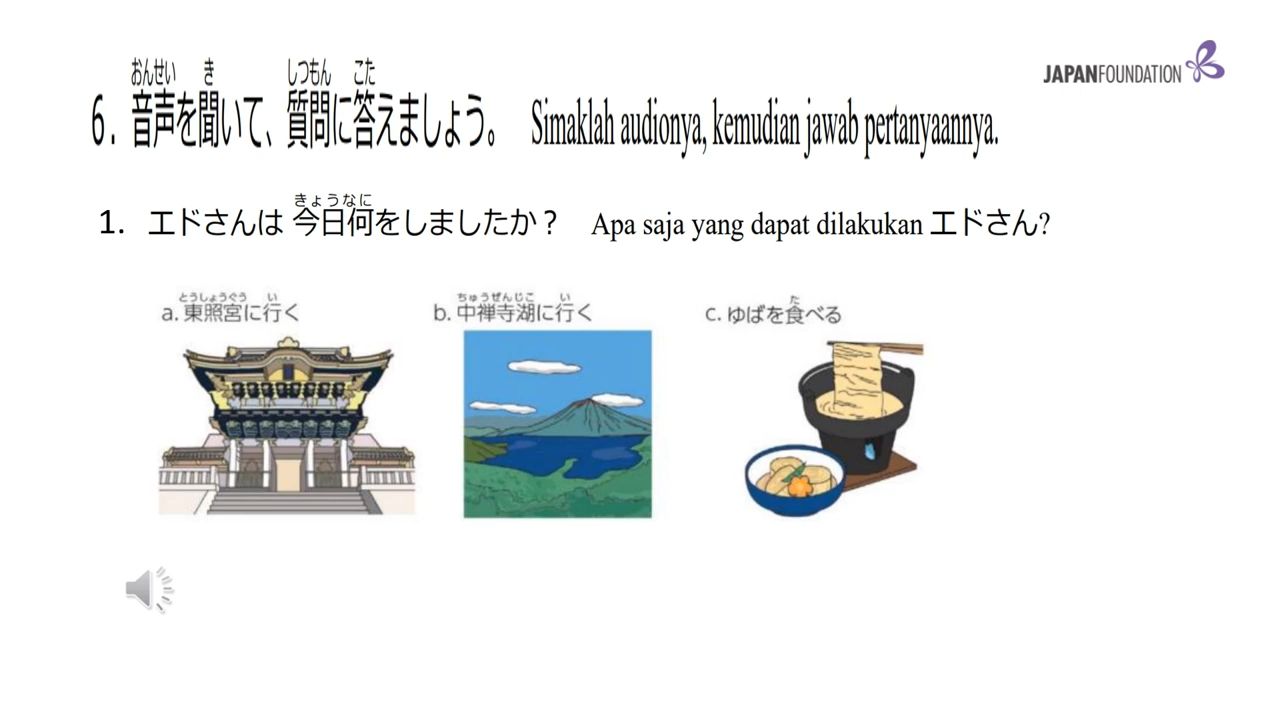 おんせい き しつもん こた
6. 音声を聞いて、質問に答えましょう。 Simaklah audionya, kemudian jawab pertanyaannya.
JAPANFOUNDATION
きょうなに
1. エドさんは 今日何をしましたか？ Apa saja yang dapat dilakukan エドさん?
とうしょうぐう い
a. 東照宮に行く
ちゅうぜんじこ い
b. 中禅寺湖に行く
た
c. ゆばを食べる